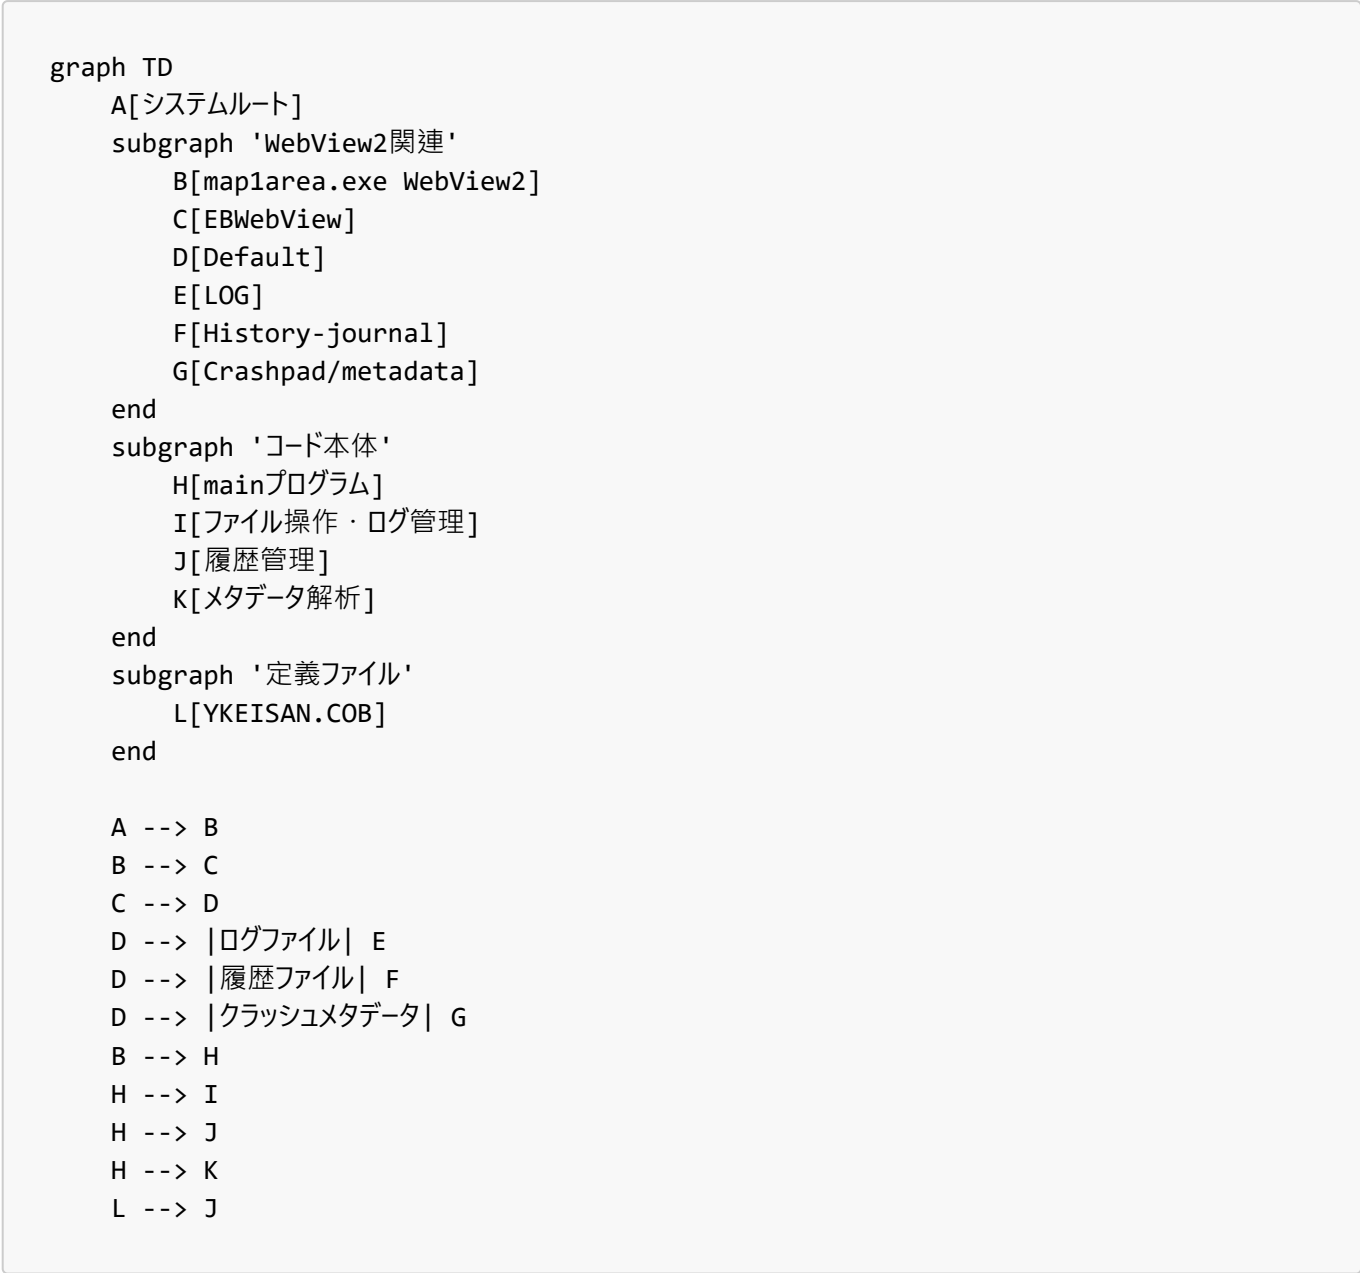 graph TD
    A[システムルート]
    subgraph 'WebView2関連'
        B[map1area.exe WebView2]
        C[EBWebView]
        D[Default]
        E[LOG]
        F[History-journal]
        G[Crashpad/metadata]
    end
    subgraph 'コード本体'
        H[mainプログラム]
        I[ファイル操作・ログ管理]
        J[履歴管理]
        K[メタデータ解析]
    end
    subgraph '定義ファイル'
        L[YKEISAN.COB]
    end

    A --> B
    B --> C
    C --> D
    D --> |ログファイル| E
    D --> |履歴ファイル| F
    D --> |クラッシュメタデータ| G
    B --> H
    H --> I
    H --> J
    H --> K
    L --> J